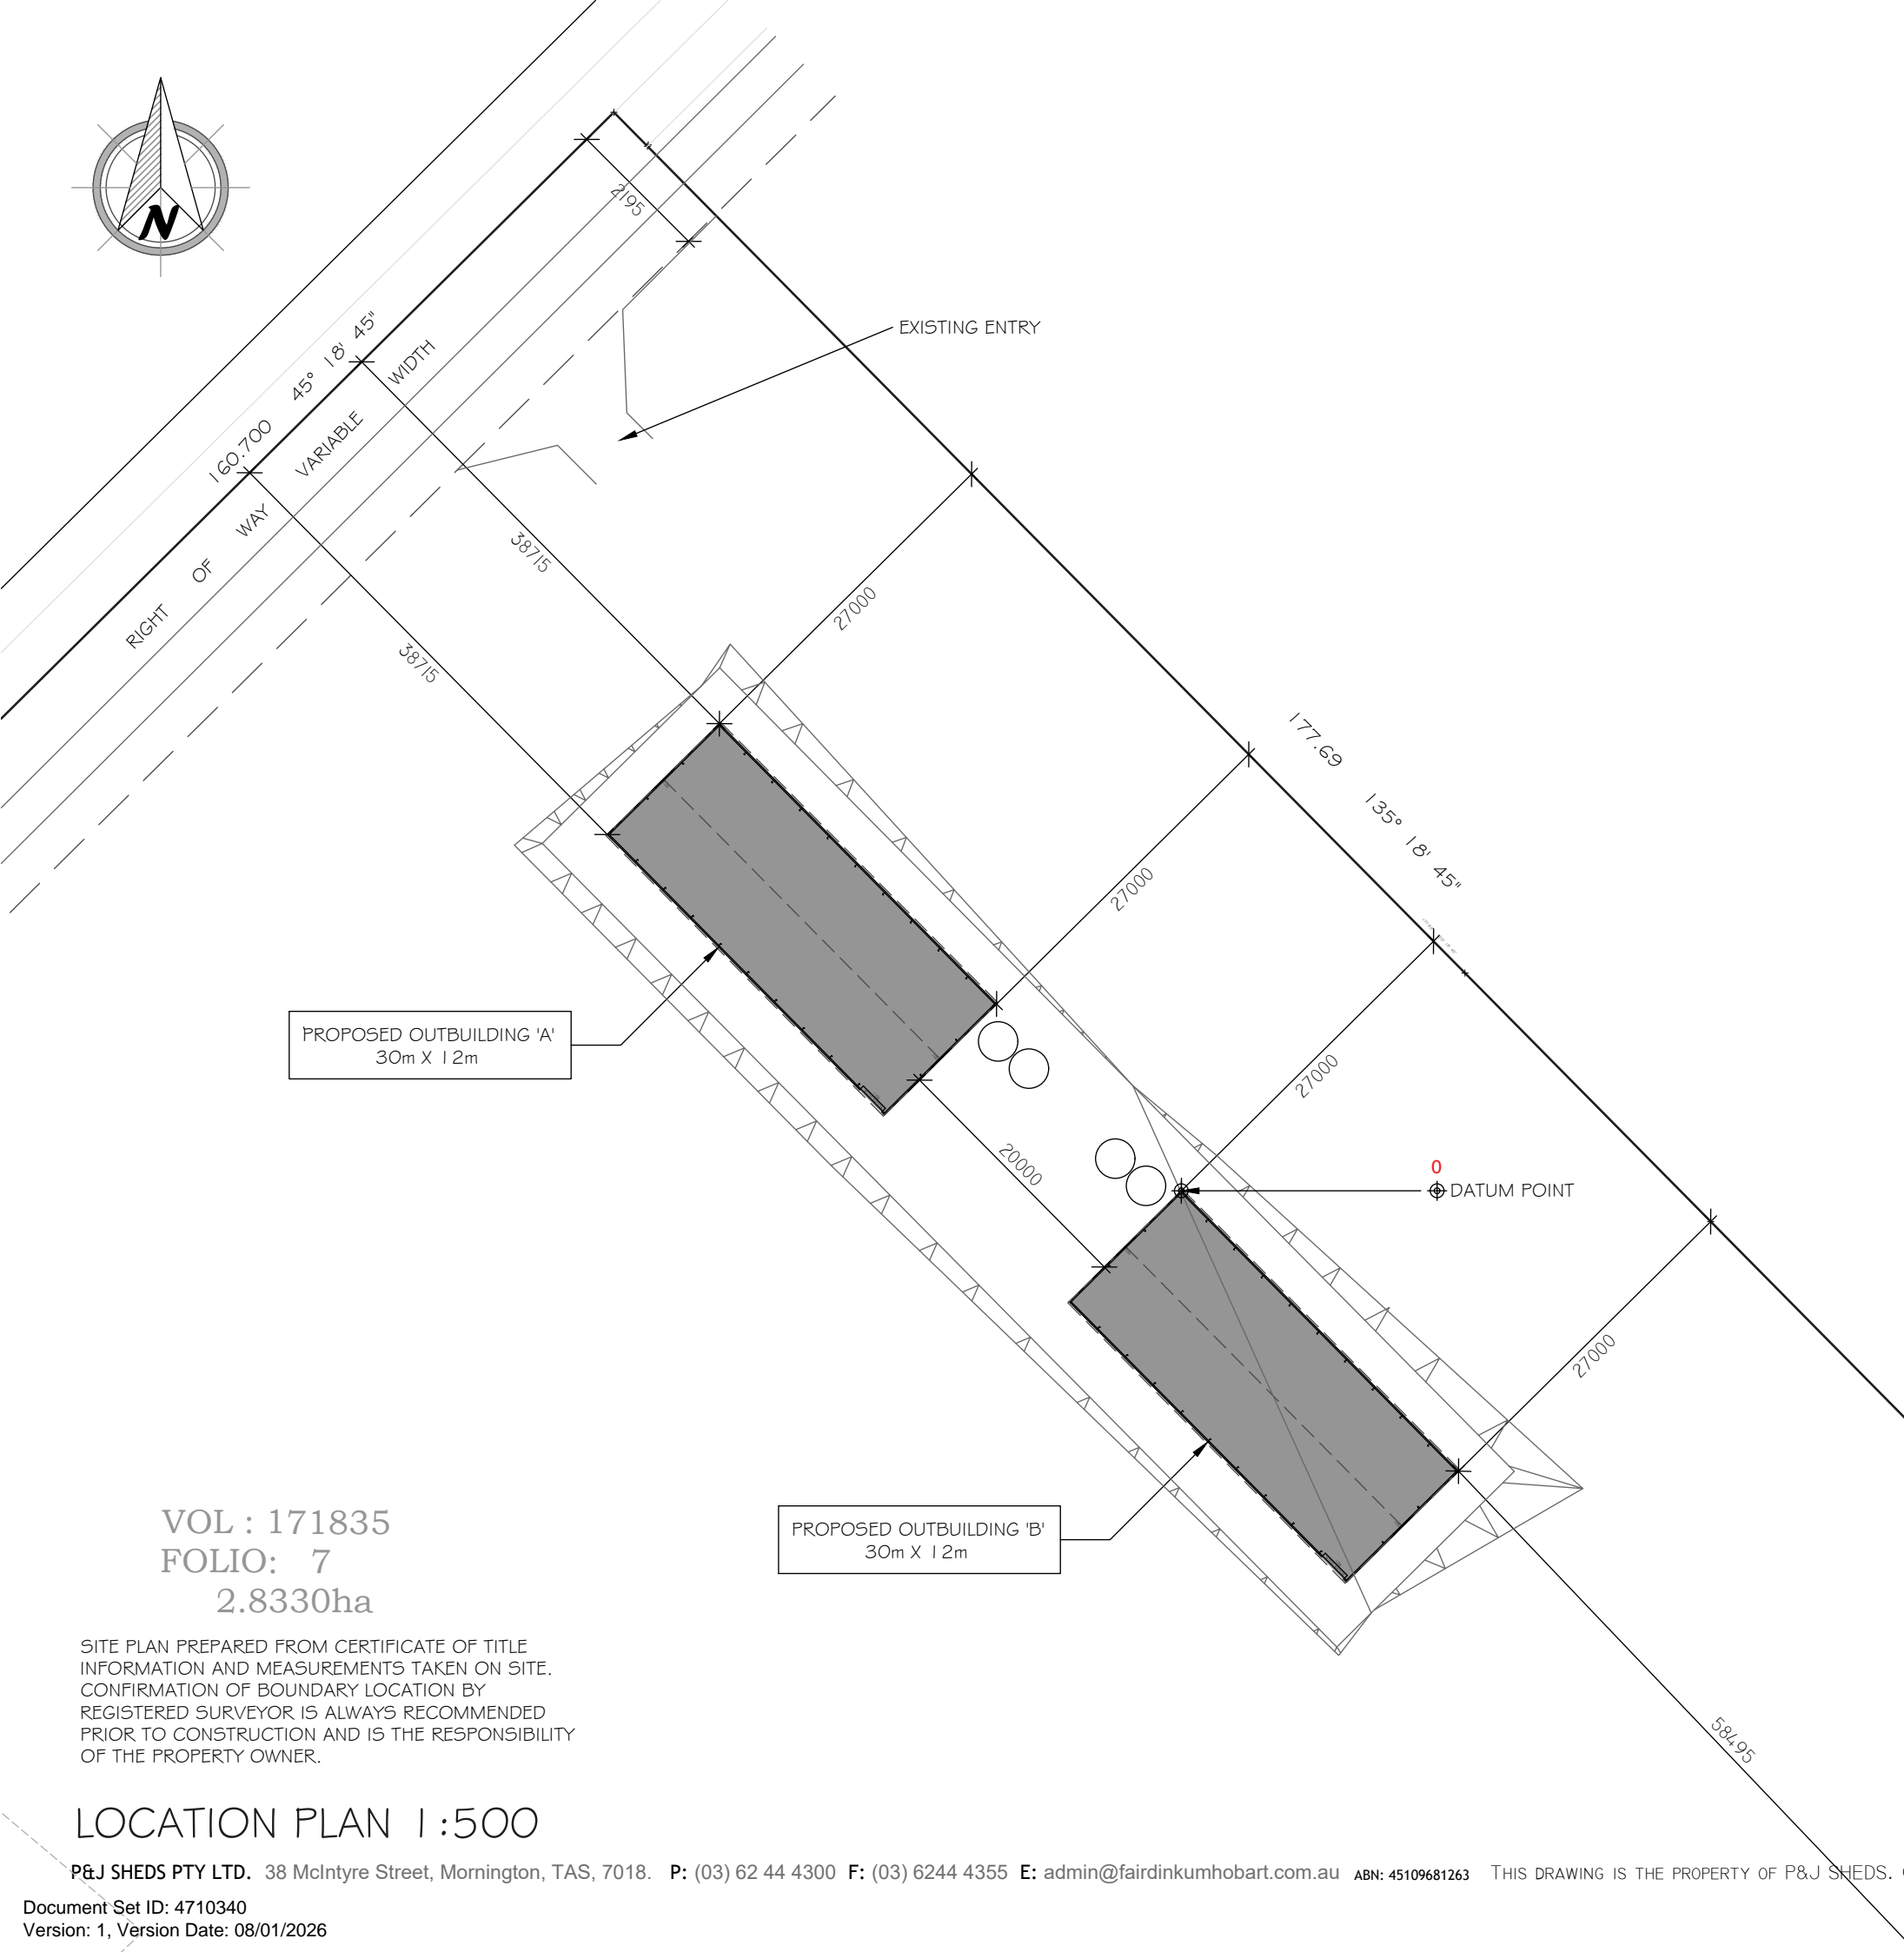 N
2195
EXISTING ENTRY
160.700 45° 18' 45"
RIGHT OF WAY VARIABLE WIDTH
38715
38715
27000
27000
27000
27000
177.69 135° 18' 45"
PROPOSED OUTBUILDING 'A'
30m X 12m
20000
0
DATUM POINT
PROPOSED OUTBUILDING 'B'
30m X 12m
58495
VOL : 171835
FOLIO: 7
2.8330ha
SITE PLAN PREPARED FROM CERTIFICATE OF TITLE
INFORMATION AND MEASUREMENTS TAKEN ON SITE.
CONFIRMATION OF BOUNDARY LOCATION BY
REGISTERED SURVEYOR IS ALWAYS RECOMMENDED
PRIOR TO CONSTRUCTION AND IS THE RESPONSIBILITY
OF THE PROPERTY OWNER.
LOCATION PLAN 1:500
P&J SHEDS PTY LTD. 38 McIntyre Street, Mornington, TAS, 7018. P: (03) 62 44 4300 F: (03) 6244 4355 E: admin@fairdinkumhobart.com.au ABN: 45109681263 THIS DRAWING IS THE PROPERTY OF P&J SHEDS.
Document Set ID: 4710340
Version: 1, Version Date: 08/01/2026